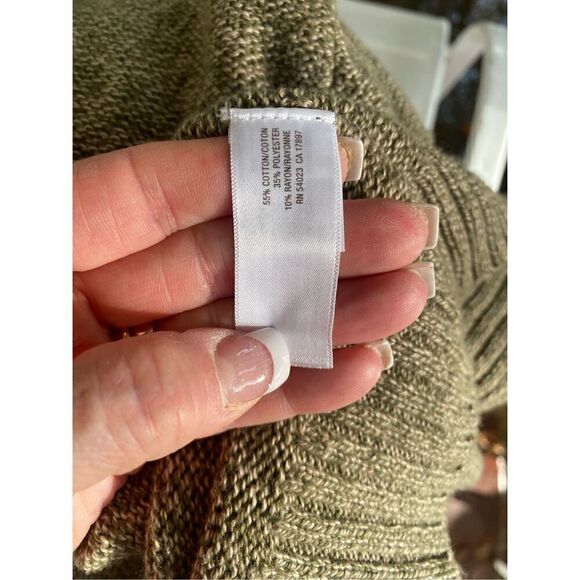 55% COTTON/COTON
35% POLYESTER
10% RAYON/RAYONNE
RN 54023 CA 17897